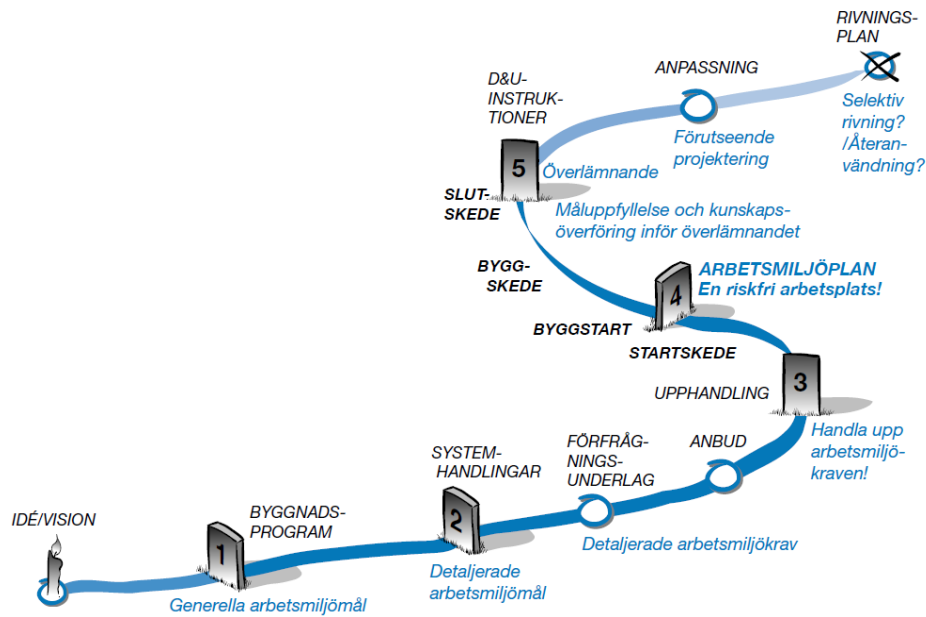 IDÉ/VISION
1
BYGGNADS-
PROGRAM
Generella arbetsmiljömål
2
SYSTEM-
HANDLINGAR
Detaljerade
arbetsmiljömål
FÖRFRÅG-
NINGS-
UNDERLAG
ANBUD
Detaljerade arbetsmiljökrav
3
UPPHANDLING
Handla upp
arbetsmiljö-
kraven!
STARTSKEDE
4
BYGGSTART
ARBETSMILJÖPLAN
En riskfri arbetsplats!
BYGG-
SKEDE
SLUT-
SKEDE
5
D&U-
INSTRUK-
TIONER
Överlämnande
Måluppfyllelse och kunskaps-
överföring inför överlämnandet
ANPASSNING
Förutseende
projektering
RIVNINGS-
PLAN
Selektiv
rivning?
/Återan-
vändning?